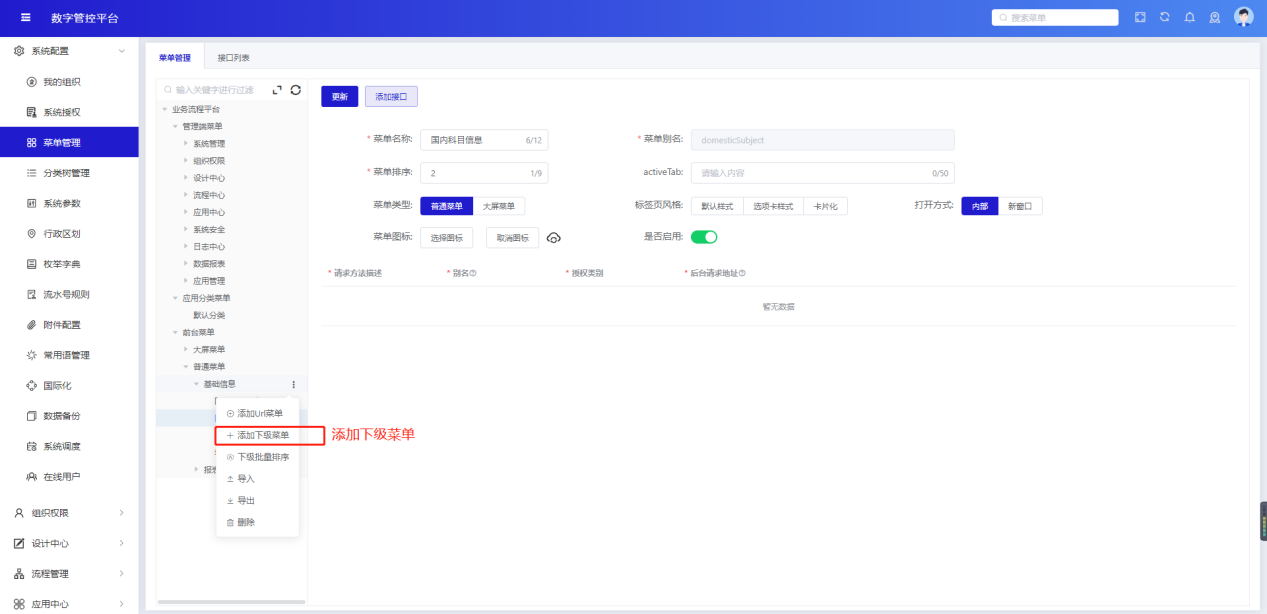 数字管控平台
搜索菜单
系统配置
我的组织
系统授权
菜单管理
分类树管理
系统参数
行政区划
枚举字典
流水号规则
附件配置
常用语管理
国际化
数据备份
系统调度
在线用户
组织权限
设计中心
流程管理
应用中心
菜单管理
接口列表
输入关键字进行过滤
业务流程平台
管理端菜单
系统管理
组织权限
设计中心
流程中心
应用中心
系统安全
日志中心
数据报表
应用管理
应用分类菜单
默认分类
前台菜单
大屏菜单
普通菜单
基础信息
添加Url菜单
添加下级菜单
下级批量排序
导入
导出
删除
添加下级菜单
更新
添加接口
* 菜单名称:
国内科目信息
6/12
* 菜单别名:
domesticSubject
* 菜单排序:
2
1/9
activeTab:
请输入内容
0/50
菜单类型:
普通菜单
大屏菜单
标签页风格:
默认样式
选项卡样式
卡片化
打开方式:
内部
新窗口
菜单图标:
选择图标
取消图标
是否启用:
* 请求方法描述
* 别名
* 授权类别
* 后台请求地址
暂无数据